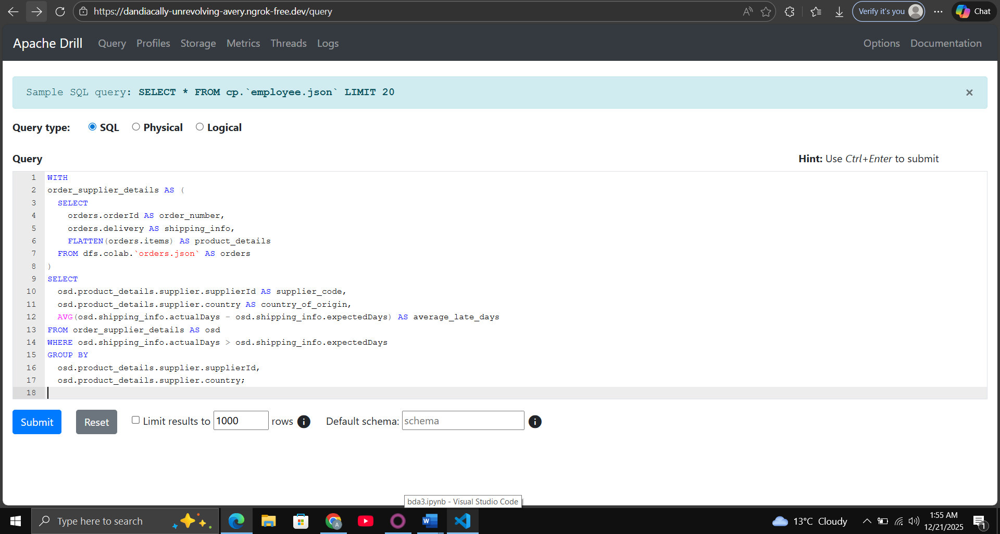 https://dandiacally-unrevolving-avery.ngrok-free.dev/query
Verify it's you
Chat
Apache Drill Query Profiles Storage Metrics Threads Logs Options Documentation
Sample SQL query: SELECT * FROM cp.`employee.json` LIMIT 20 ×
Query type: SQL Physical Logical
Query Hint: Use Ctrl+Enter to submit
1 WITH
2 order_supplier_details AS (
3 SELECT
4 orders.orderId AS order_number,
5 orders.delivery AS shipping_info,
6 FLATTEN(orders.items) AS product_details
7 FROM dfs.colab.`orders.json` AS orders
8 )
9 SELECT
10 osd.product_details.supplier.supplierId AS supplier_code,
11 osd.product_details.supplier.country AS country_of_origin,
12 AVG(osd.shipping_info.actualDays - osd.shipping_info.expectedDays) AS average_late_days
13 FROM order_supplier_details AS osd
14 WHERE osd.shipping_info.actualDays > osd.shipping_info.expectedDays
15 GROUP BY
16 osd.product_details.supplier.supplierId,
17 osd.product_details.supplier.country;
18
Submit Reset Limit results to 1000 rows Default schema: schema
bda3.ipynb - Visual Studio Code
Type here to search
13°C Cloudy
1:55 AM
12/21/2025
1